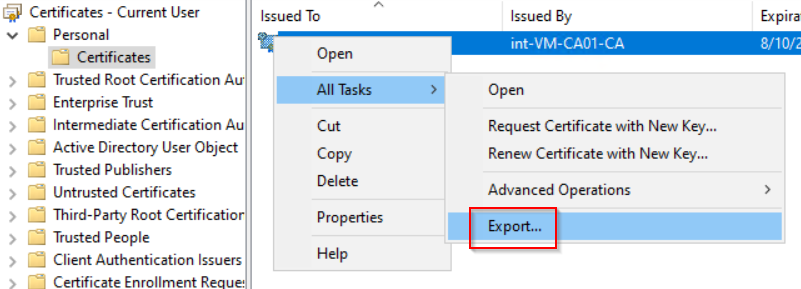 Certificates - Current User
Personal
Certificates
Trusted Root Certification Au
Enterprise Trust
Intermediate Certification Au
Active Directory User Object
Trusted Publishers
Untrusted Certificates
Third-Party Root Certification
Trusted People
Client Authentication Issuers
Certificate Enrollment Reque
Issued To Issued By Expira
int-VM-CA01-CA 8/10/2
Open
All Tasks
Cut
Copy
Delete
Properties
Help
Open
Request Certificate with New Key...
Renew Certificate with New Key...
Advanced Operations
Export...